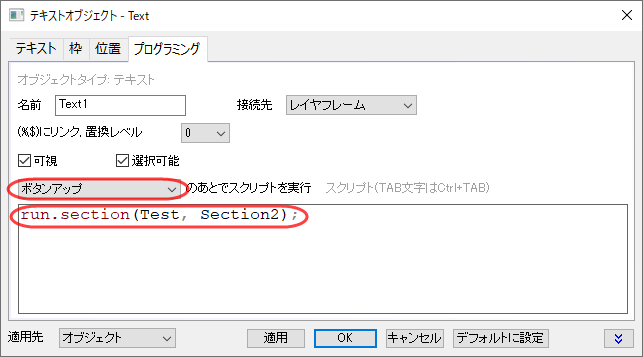 テキストオブジェクト - Text
テキスト 枠 位置 プログラミング
オブジェクトタイプ: テキスト
名前 Text1 接続先 レイヤフレーム
(%$)にリンク, 置換レベル 0
可視 選択可能
ボタンアップ のあとでスクリプトを実行 スクリプト(TAB文字はCtrl+TAB)
run.section(Test, Section2);
適用先 オブジェクト 適用 OK キャンセル デフォルトに設定